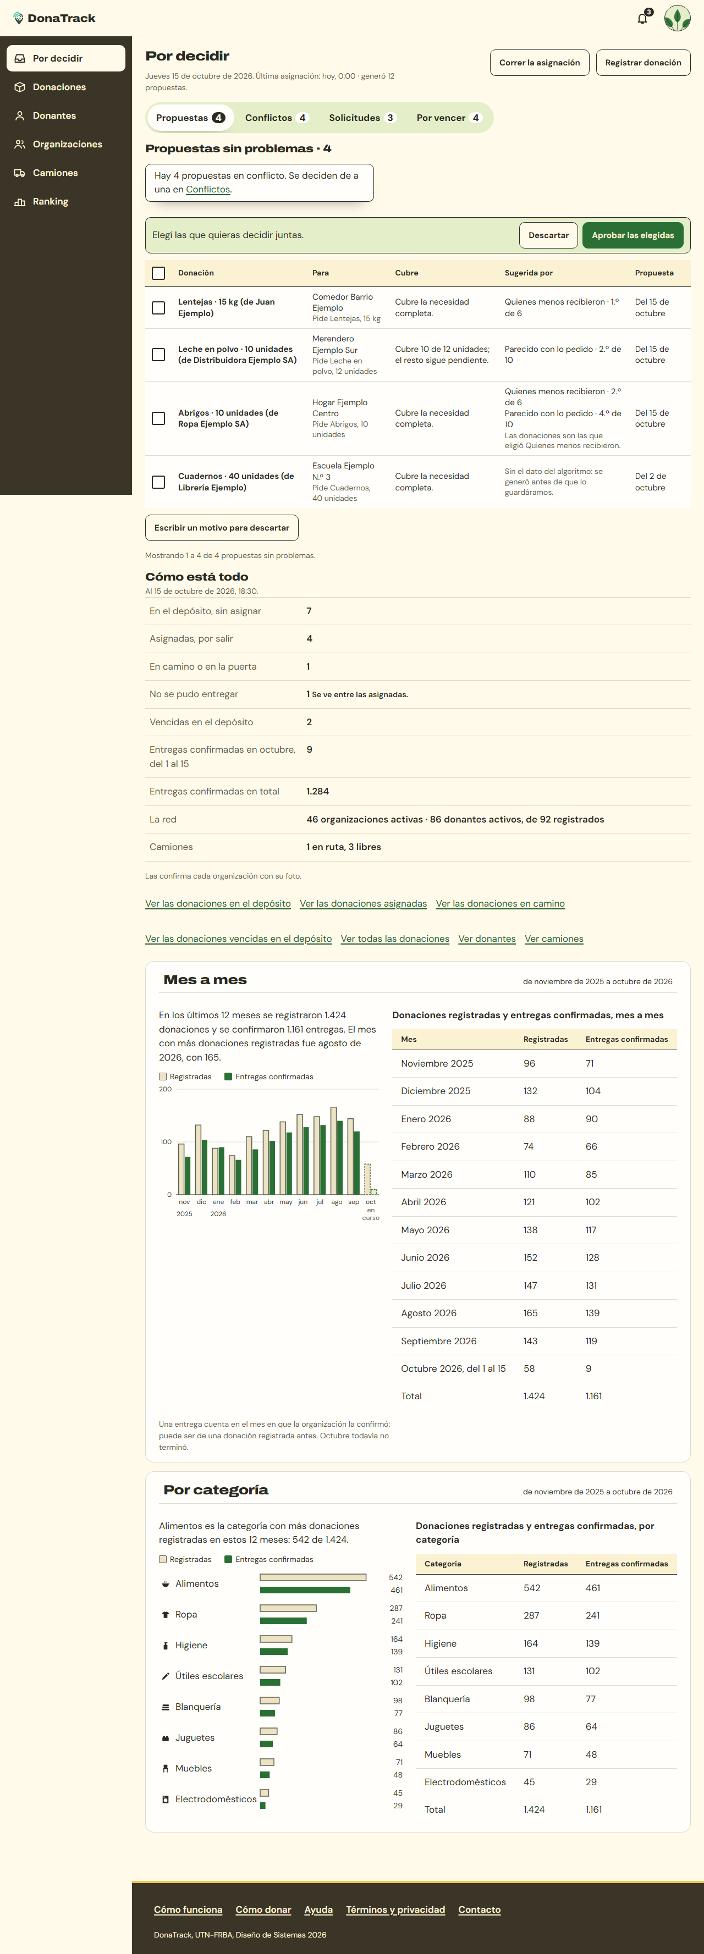 DonaTrack
3
Por decidir
Donaciones
Donantes
Organizaciones
Camiones
Ranking
Por decidir
Jueves 15 de octubre de 2026. Última asignación: hoy, 0:00 · generó 12
propuestas.
Correr la asignación
Registrar donación
Propuestas 4
Conflictos 4
Solicitudes 3
Por vencer 4
Propuestas sin problemas · 4
Hay 4 propuestas en conflicto. Se deciden de a
una en Conflictos.
Elegí las que quieras decidir juntas.
Descartar
Aprobar las elegidas
Donación
Para
Cubre
Sugerida por
Propuesta
Lentejas · 15 kg (de Juan
Ejemplo)
Comedor Barrio
Ejemplo
Pide Lentejas, 15 kg
Cubre la necesidad
completa.
Quienes menos recibieron · 1.º
de 6
Del 15 de
octubre
Leche en polvo · 10 unidades
(de Distribuidora Ejemplo SA)
Merendero
Ejemplo Sur
Pide Leche en
polvo, 12 unidades
Cubre 10 de 12 unidades;
el resto sigue pendiente.
Parecido con lo pedido · 2.º de
10
Del 15 de
octubre
Abrigos · 10 unidades (de
Ropa Ejemplo SA)
Hogar Ejemplo
Centro
Pide Abrigos, 10
unidades
Cubre la necesidad
completa.
Quienes menos recibieron · 2.º
de 6
Parecido con lo pedido · 4.º de
10
Las donaciones son las que
eligió Quienes menos recibieron.
Del 15 de
octubre
Cuadernos · 40 unidades (de
Librería Ejemplo)
Escuela Ejemplo
N.º 3
Pide Cuadernos,
40 unidades
Cubre la necesidad
completa.
Sin el dato del algoritmo: se
generó antes de que lo
guardáramos.
Del 2 de
octubre
Escribir un motivo para descartar
Mostrando 1 a 4 de 4 propuestas sin problemas.
Cómo está todo
Al 15 de octubre de 2026, 18:30.
En el depósito, sin asignar 7
Asignadas, por salir 4
En camino o en la puerta 1
No se pudo entregar 1 Se ve entre las asignadas.
Vencidas en el depósito 2
Entregas confirmadas en octubre, 9
del 1 al 15
Entregas confirmadas en total 1.284
La red 46 organizaciones activas · 86 donantes activos, de 92 registrados
Camiones 1 en ruta, 3 libres
Las confirma cada organización con su foto.
Ver las donaciones en el depósito Ver las donaciones asignadas Ver las donaciones en camino
Ver las donaciones vencidas en el depósito Ver todas las donaciones Ver donantes Ver camiones
Mes a mes
de noviembre de 2025 a octubre de 2026
En los últimos 12 meses se registraron 1.424
donaciones y se confirmaron 1.161 entregas. El mes
con más donaciones registradas fue agosto de
2026, con 165.
Registradas Entregas confirmadas
200
100
0
nov dic ene feb mar abr may jun jul ago sep oct
2025 2026 en
curso
Donaciones registradas y entregas confirmadas, mes a mes
Mes Registradas Entregas confirmadas
Noviembre 2025 96 71
Diciembre 2025 132 104
Enero 2026 88 90
Febrero 2026 74 66
Marzo 2026 110 85
Abril 2026 121 102
Mayo 2026 138 117
Junio 2026 152 128
Julio 2026 147 131
Agosto 2026 165 139
Septiembre 2026 143 119
Octubre 2026, del 1 al 15 58 9
Total 1.424 1.161
Una entrega cuenta en el mes en que la organización la confirmó:
puede ser de una donación registrada antes. Octubre todavía no
terminó.
Por categoría
de noviembre de 2025 a octubre de 2026
Alimentos es la categoría con más donaciones
registradas en estos 12 meses: 542 de 1.424.
Registradas Entregas confirmadas
Alimentos 542
461
Ropa 287
241
Higiene 164
139
Útiles escolares 131
102
Blanquería 98
77
Juguetes 86
64
Muebles 71
48
Electrodomésticos 45
29
Donaciones registradas y entregas confirmadas, por
categoría
Categoría Registradas Entregas confirmadas
Alimentos 542 461
Ropa 287 241
Higiene 164 139
Útiles escolares 131 102
Blanquería 98 77
Juguetes 86 64
Muebles 71 48
Electrodomésticos 45 29
Total 1.424 1.161
Cómo funciona Cómo donar Ayuda Términos y privacidad Contacto
DonaTrack, UTN-FRBA, Diseño de Sistemas 2026